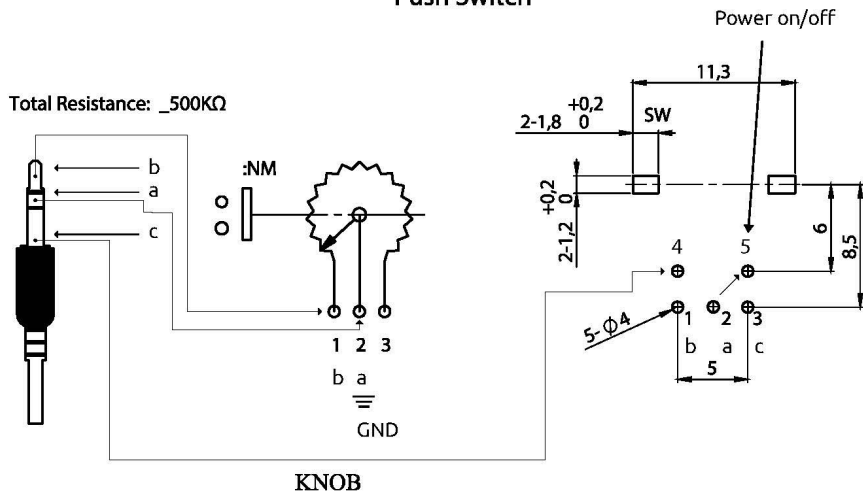 Push Switch
Power on/off
11,3
Total Resistance: _500KΩ
2-1,8 +0,2 0
SW
b
a
c
:NM
2-1,2 +0,2 0
6
8,5
4
5
5-Φ4
1
2
3
b
a
c
5
1
2
3
b
a
GND
KNOB